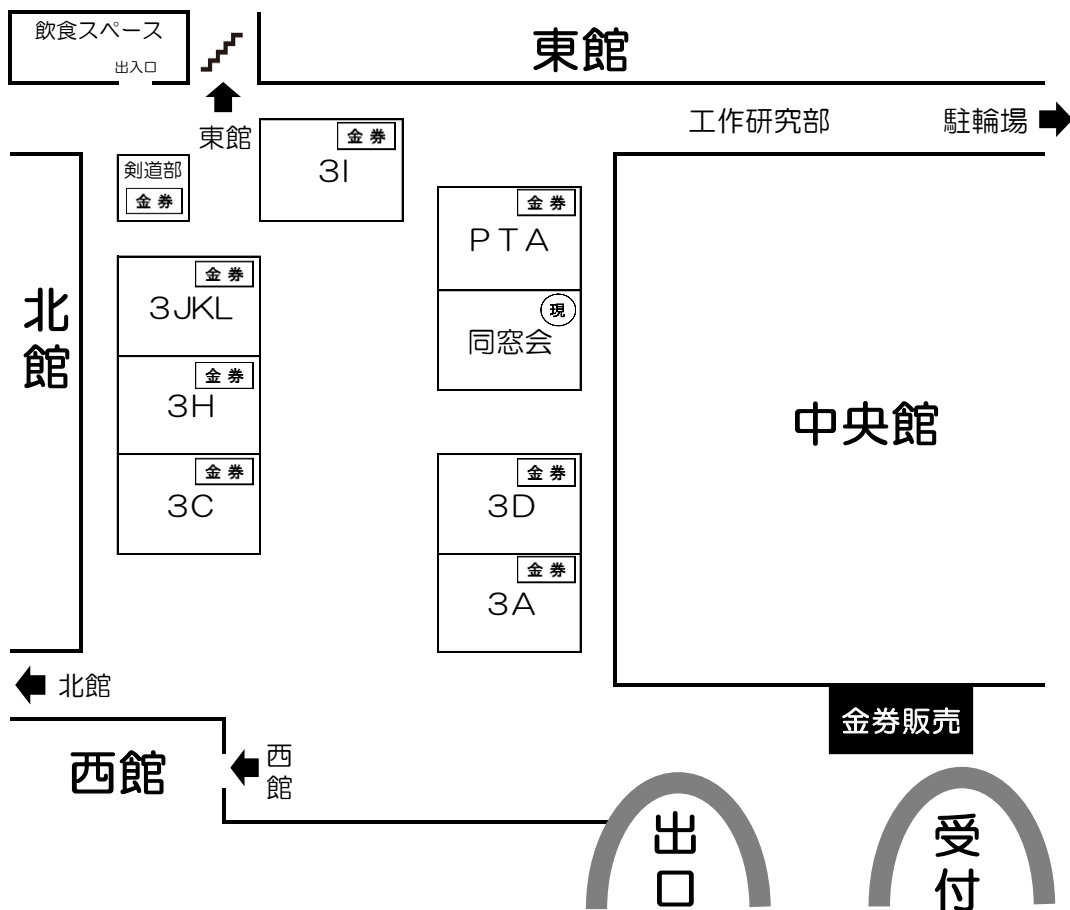 飲食スペース
出入口
東館
東館
工作研究部
駐輪場
剣道部
金券
金券
3I
金券
PTA
現
同窓会
金券
3JKL
金券
3H
金券
3C
金券
3D
金券
3A
北館
中央館
北館
西館
西館
金券販売
出口
受付